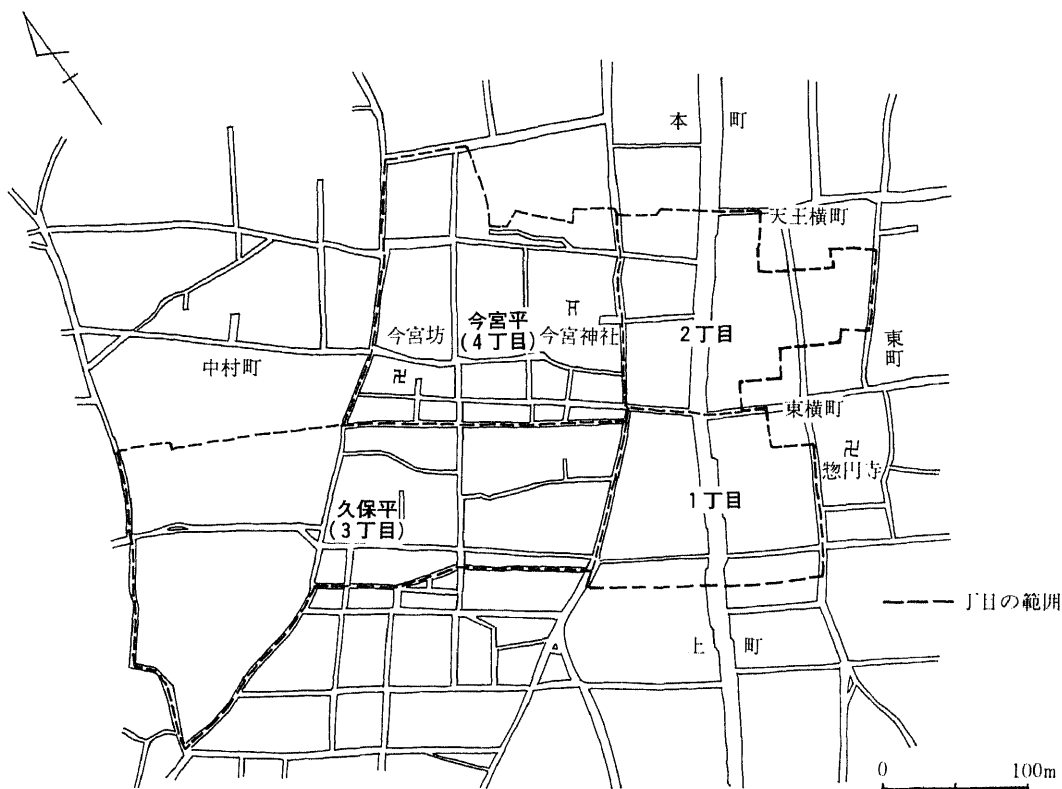 本 町
天王横町
今宮平
(4丁目)
今宮坊
今宮神社
2丁目
中村町
東町
東横町
惣円寺
久保平
(3丁目)
1丁目
丁目の範囲
上 町
0 100m